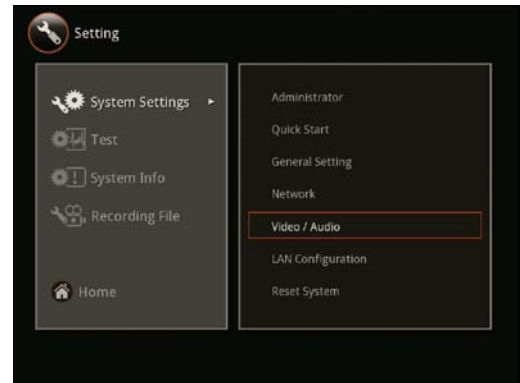 Setting
System Settings
Test
System Info
Recording File
Home
Administrator
Quick Start
General Setting
Network
Video / Audio
LAN Configuration
Reset System